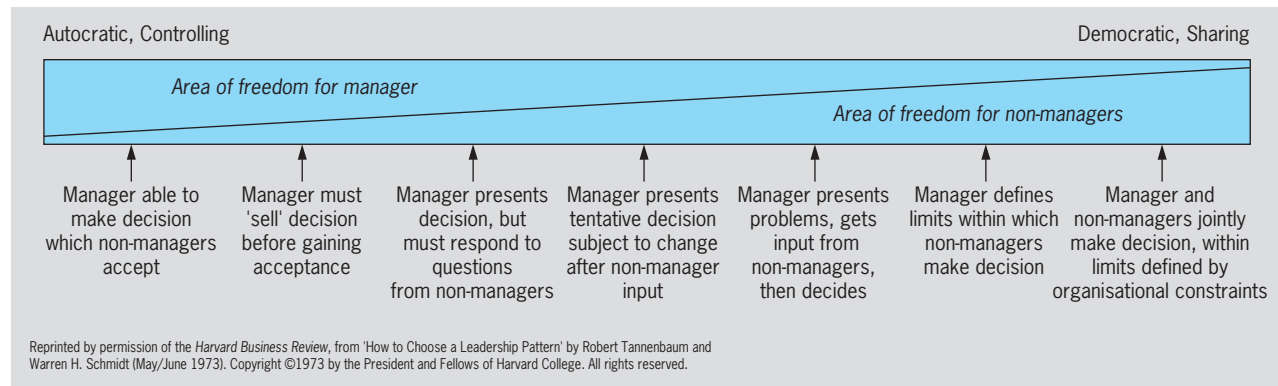 Autocratic, Controlling
Democratic, Sharing
Area of freedom for manager
Area of freedom for non-managers
Manager able to
make decision
which non-managers
accept
Manager must
'sell' decision
before gaining
acceptance
Manager presents
decision, but
must respond to
questions
from non-managers
Manager presents
tentative decision
subject to change
after non-manager
input
Manager presents
problems, gets
input from
non-managers,
then decides
Manager defines
limits within which
non-managers
make decision
Manager and
non-managers jointly
make decision, within
limits defined by
organisational constraints
Reprinted by permission of the Harvard Business Review, from 'How to Choose a Leadership Pattern' by Robert Tannenbaum and
Warren H. Schmidt (May/June 1973). Copyright ©1973 by the President and Fellows of Harvard College. All rights reserved.